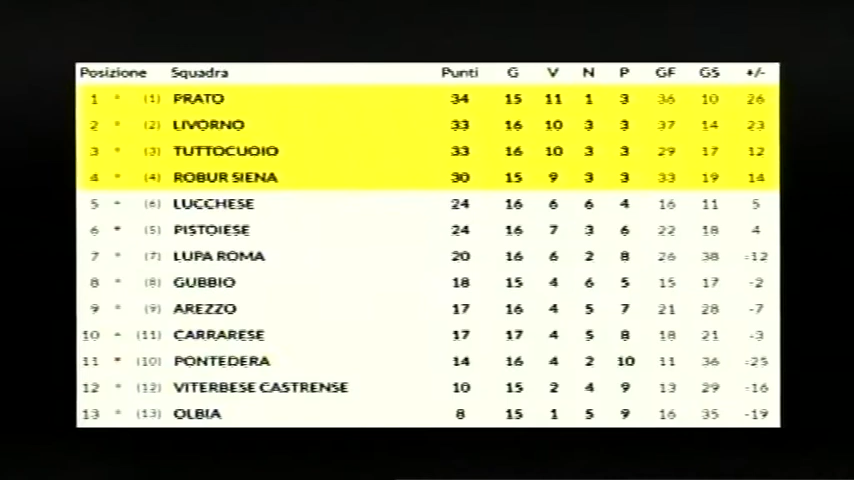 Posizione Squadra Punti G V N P GF GS +/-
1 (1) PRATO 34 15 11 1 3 36 10 26
2 (2) LIVORNO 33 16 10 3 3 37 14 23
3 (3) TUTTOCUOIO 33 16 10 3 3 29 17 12
4 (4) ROBUR SIENA 30 15 9 3 3 33 19 14
5 (6) LUCCHESE 24 16 6 6 4 16 11 5
6 (5) PISTOIESE 24 16 7 3 6 22 18 4
7 (7) LUPA ROMA 20 16 6 2 8 26 38 -12
8 (8) GUBBIO 18 15 4 6 5 15 17 -2
9 (9) AREZZO 17 16 4 5 7 21 28 -7
10 (11) CARRARESE 17 17 4 5 8 18 21 -3
11 (10) PONTEDERA 14 16 4 2 10 11 36 -25
12 (12) VITERBESE CASTRENSE 10 15 2 4 9 13 29 -16
13 (13) OLBIA 8 15 1 5 9 16 35 -19